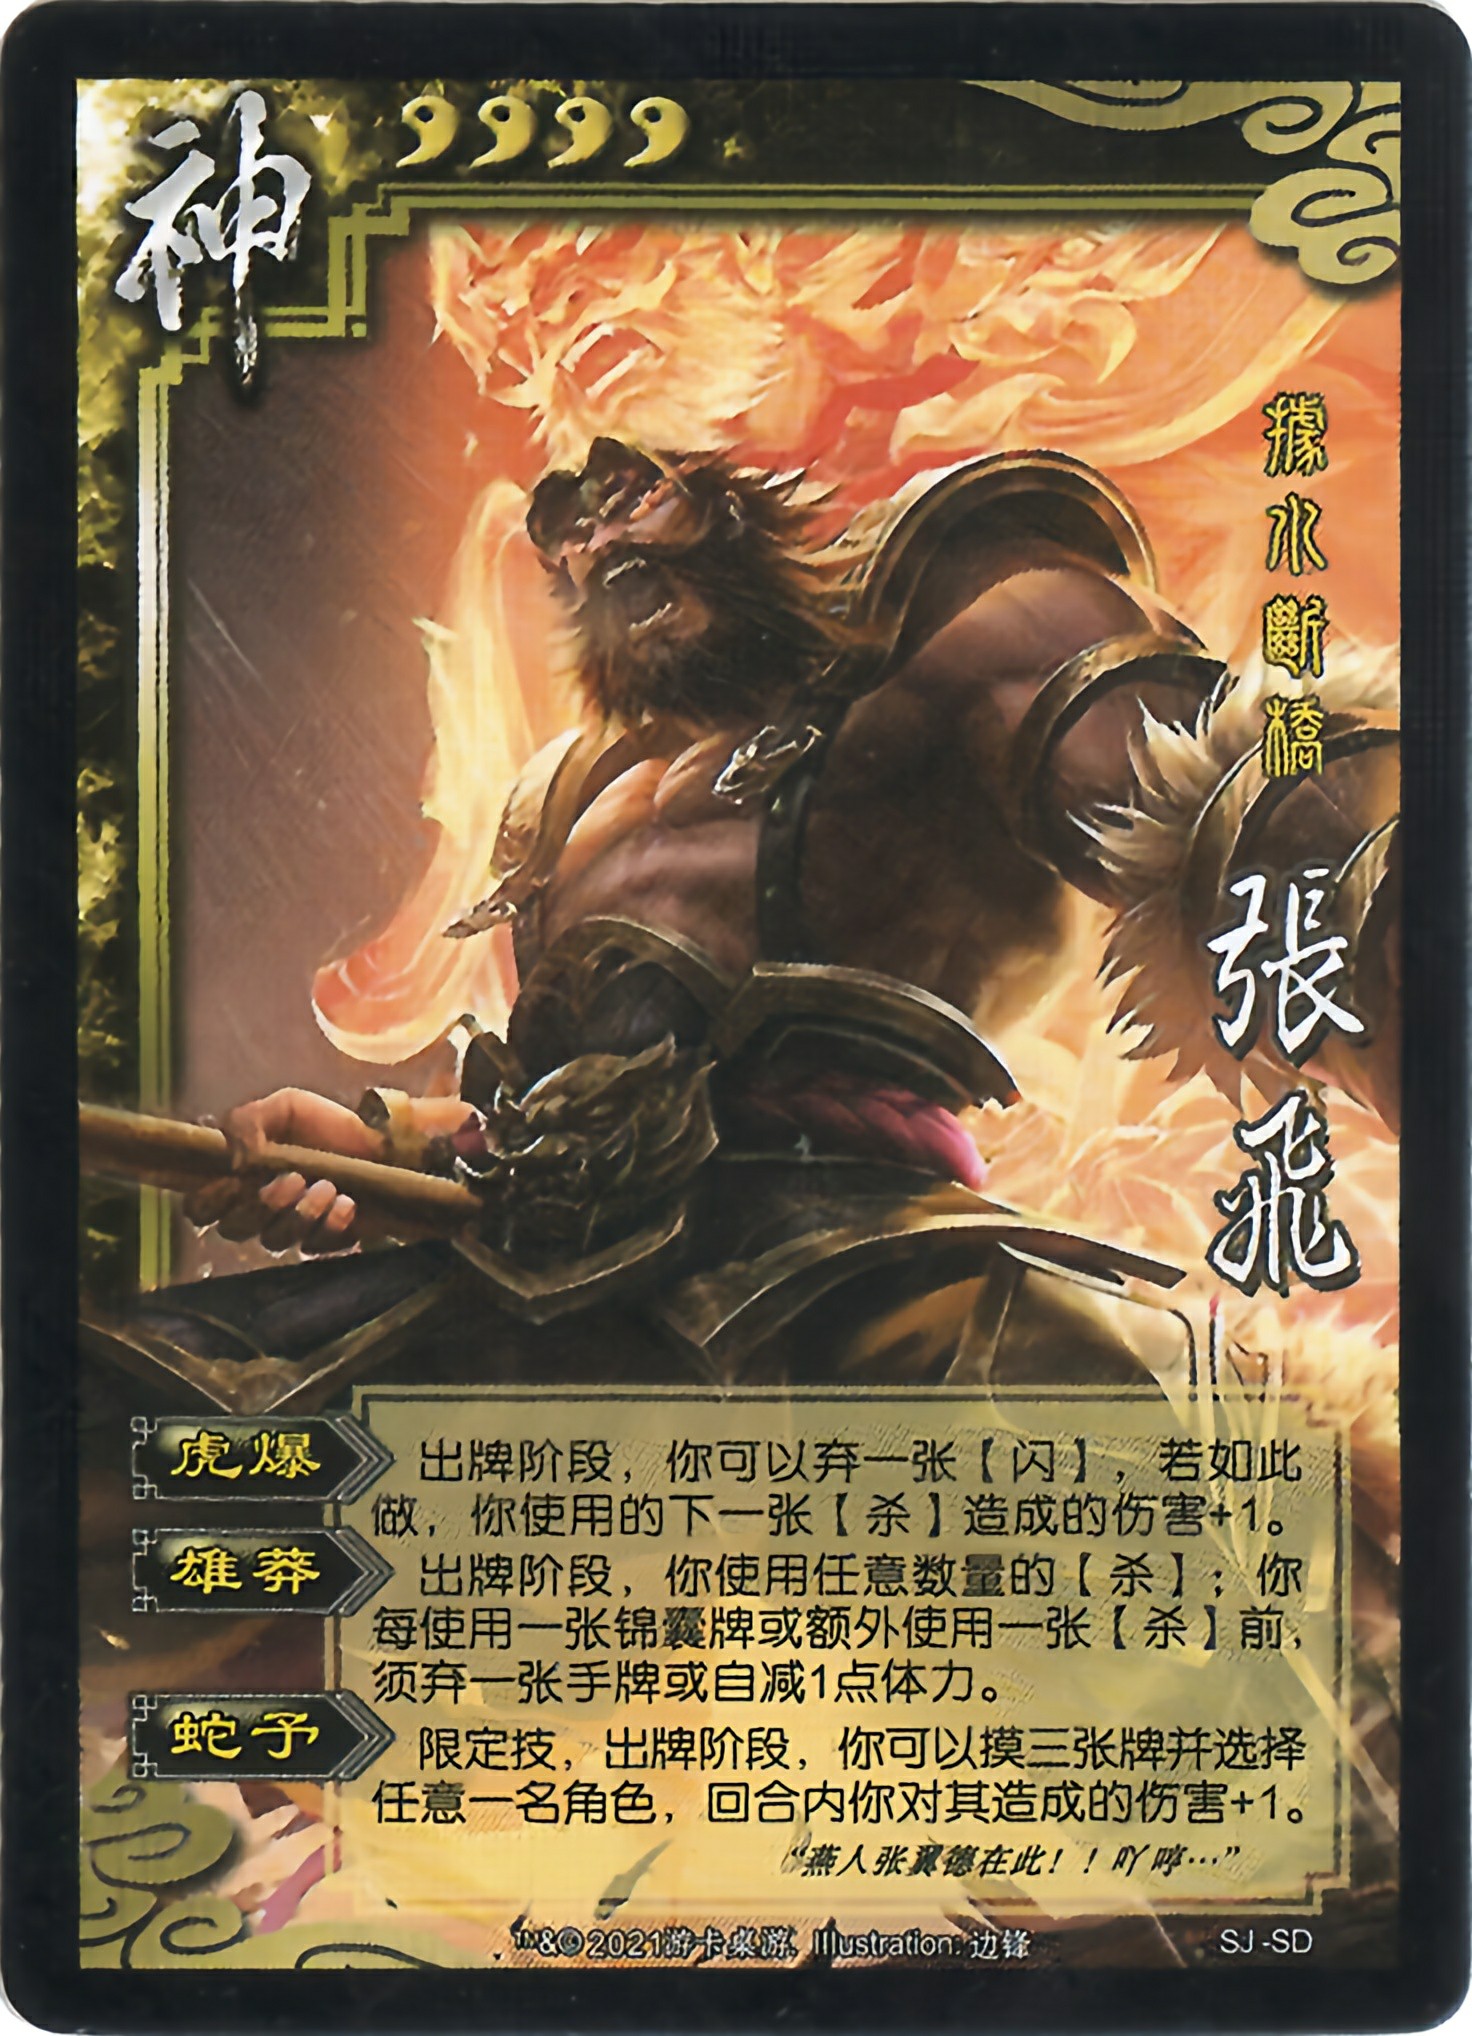 神
據水斷橋
張飛
虎爆
出牌阶段，你可以弃一张【闪】，若如此
做，你使用的下一张【杀】造成的伤害+1。
雄莽
出牌阶段，你使用任意数量的【杀】；你
每使用一张锦囊牌或额外使用一张【杀】前，
须弃一张手牌或自减1点体力。
蛇予
限定技，出牌阶段，你可以摸三张牌并选择
任意一名角色，回合内你对其造成的伤害+1。
“燕人张翼德在此！！吖哼…”
™&©2021游卡桌游. Illustration: 边锋
SJ-SD